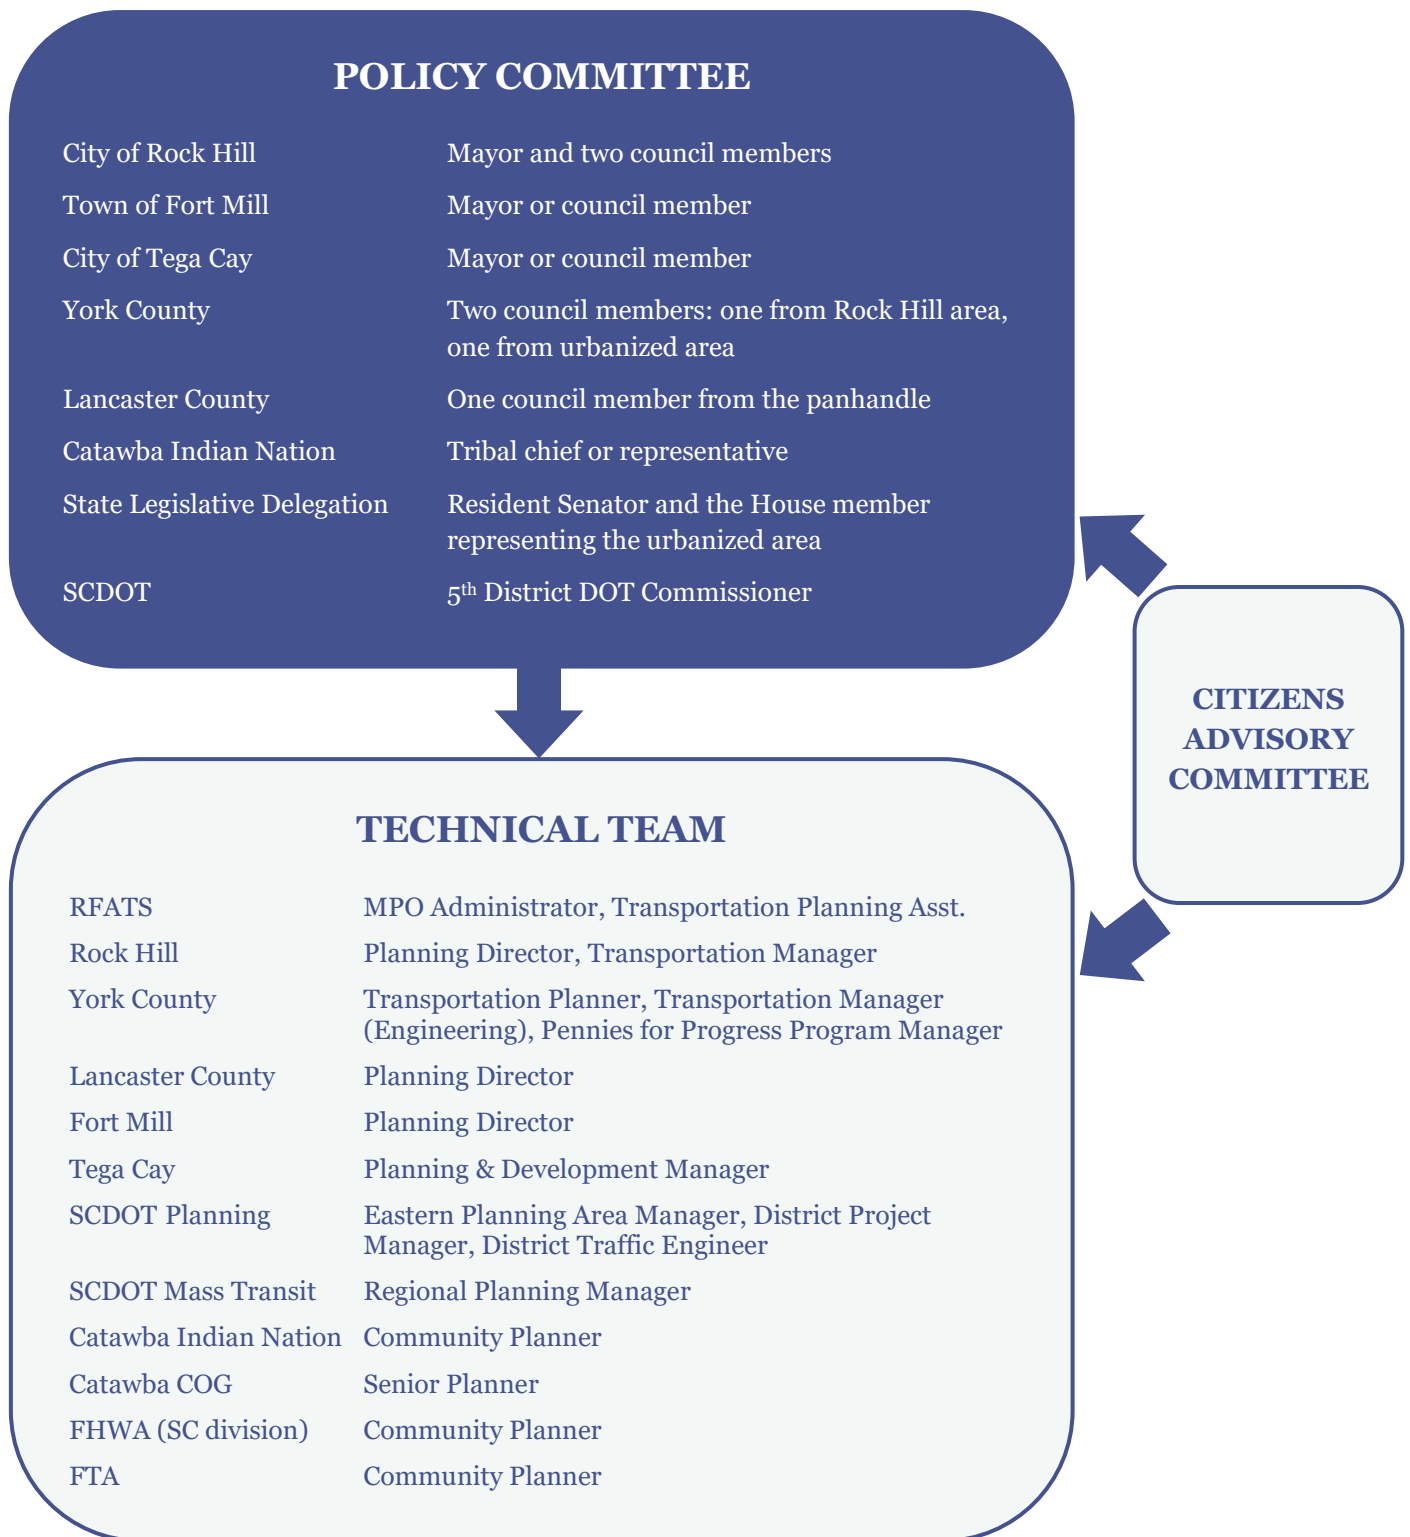 POLICY COMMITTEE
City of Rock Hill Mayor and two council members
Town of Fort Mill Mayor or council member
City of Tega Cay Mayor or council member
York County Two council members: one from Rock Hill area,
one from urbanized area
Lancaster County One council member from the panhandle
Catawba Indian Nation Tribal chief or representative
State Legislative Delegation Resident Senator and the House member
representing the urbanized area
SCDOT 5th District DOT Commissioner
CITIZENS
ADVISORY
COMMITTEE
TECHNICAL TEAM
RFATS MPO Administrator, Transportation Planning Asst.
Rock Hill Planning Director, Transportation Manager
York County Transportation Planner, Transportation Manager
(Engineering), Pennies for Progress Program Manager
Lancaster County Planning Director
Fort Mill Planning Director
Tega Cay Planning & Development Manager
SCDOT Planning Eastern Planning Area Manager, District Project
Manager, District Traffic Engineer
SCDOT Mass Transit Regional Planning Manager
Catawba Indian Nation Community Planner
Catawba COG Senior Planner
FHWA (SC division) Community Planner
FTA Community Planner